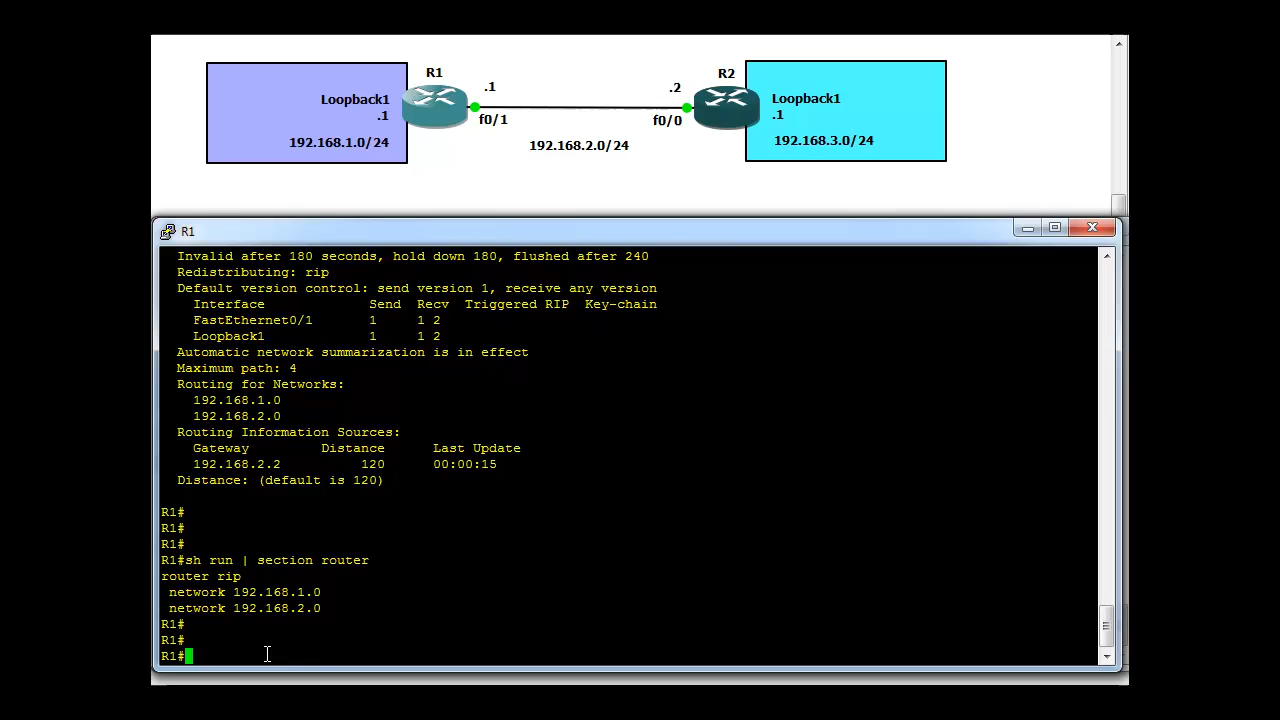 R1
R2
Loopback1
.1
.1
.2
Loopback1
.1
f0/1
f0/0
192.168.1.0/24
192.168.2.0/24
192.168.3.0/24
R1
Invalid after 180 seconds, hold down 180, flushed after 240
Redistributing: rip
Default version control: send version 1, receive any version
Interface Send Recv Triggered RIP Key-chain
FastEthernet0/1 1 1 2
Loopback1 1 1 2
Automatic network summarization is in effect
Maximum path: 4
Routing for Networks:
192.168.1.0
192.168.2.0
Routing Information Sources:
Gateway Distance Last Update
192.168.2.2 120 00:00:15
Distance: (default is 120)
R1#
R1#
R1#
R1#sh run | section router
router rip
network 192.168.1.0
network 192.168.2.0
R1#
R1#
R1#